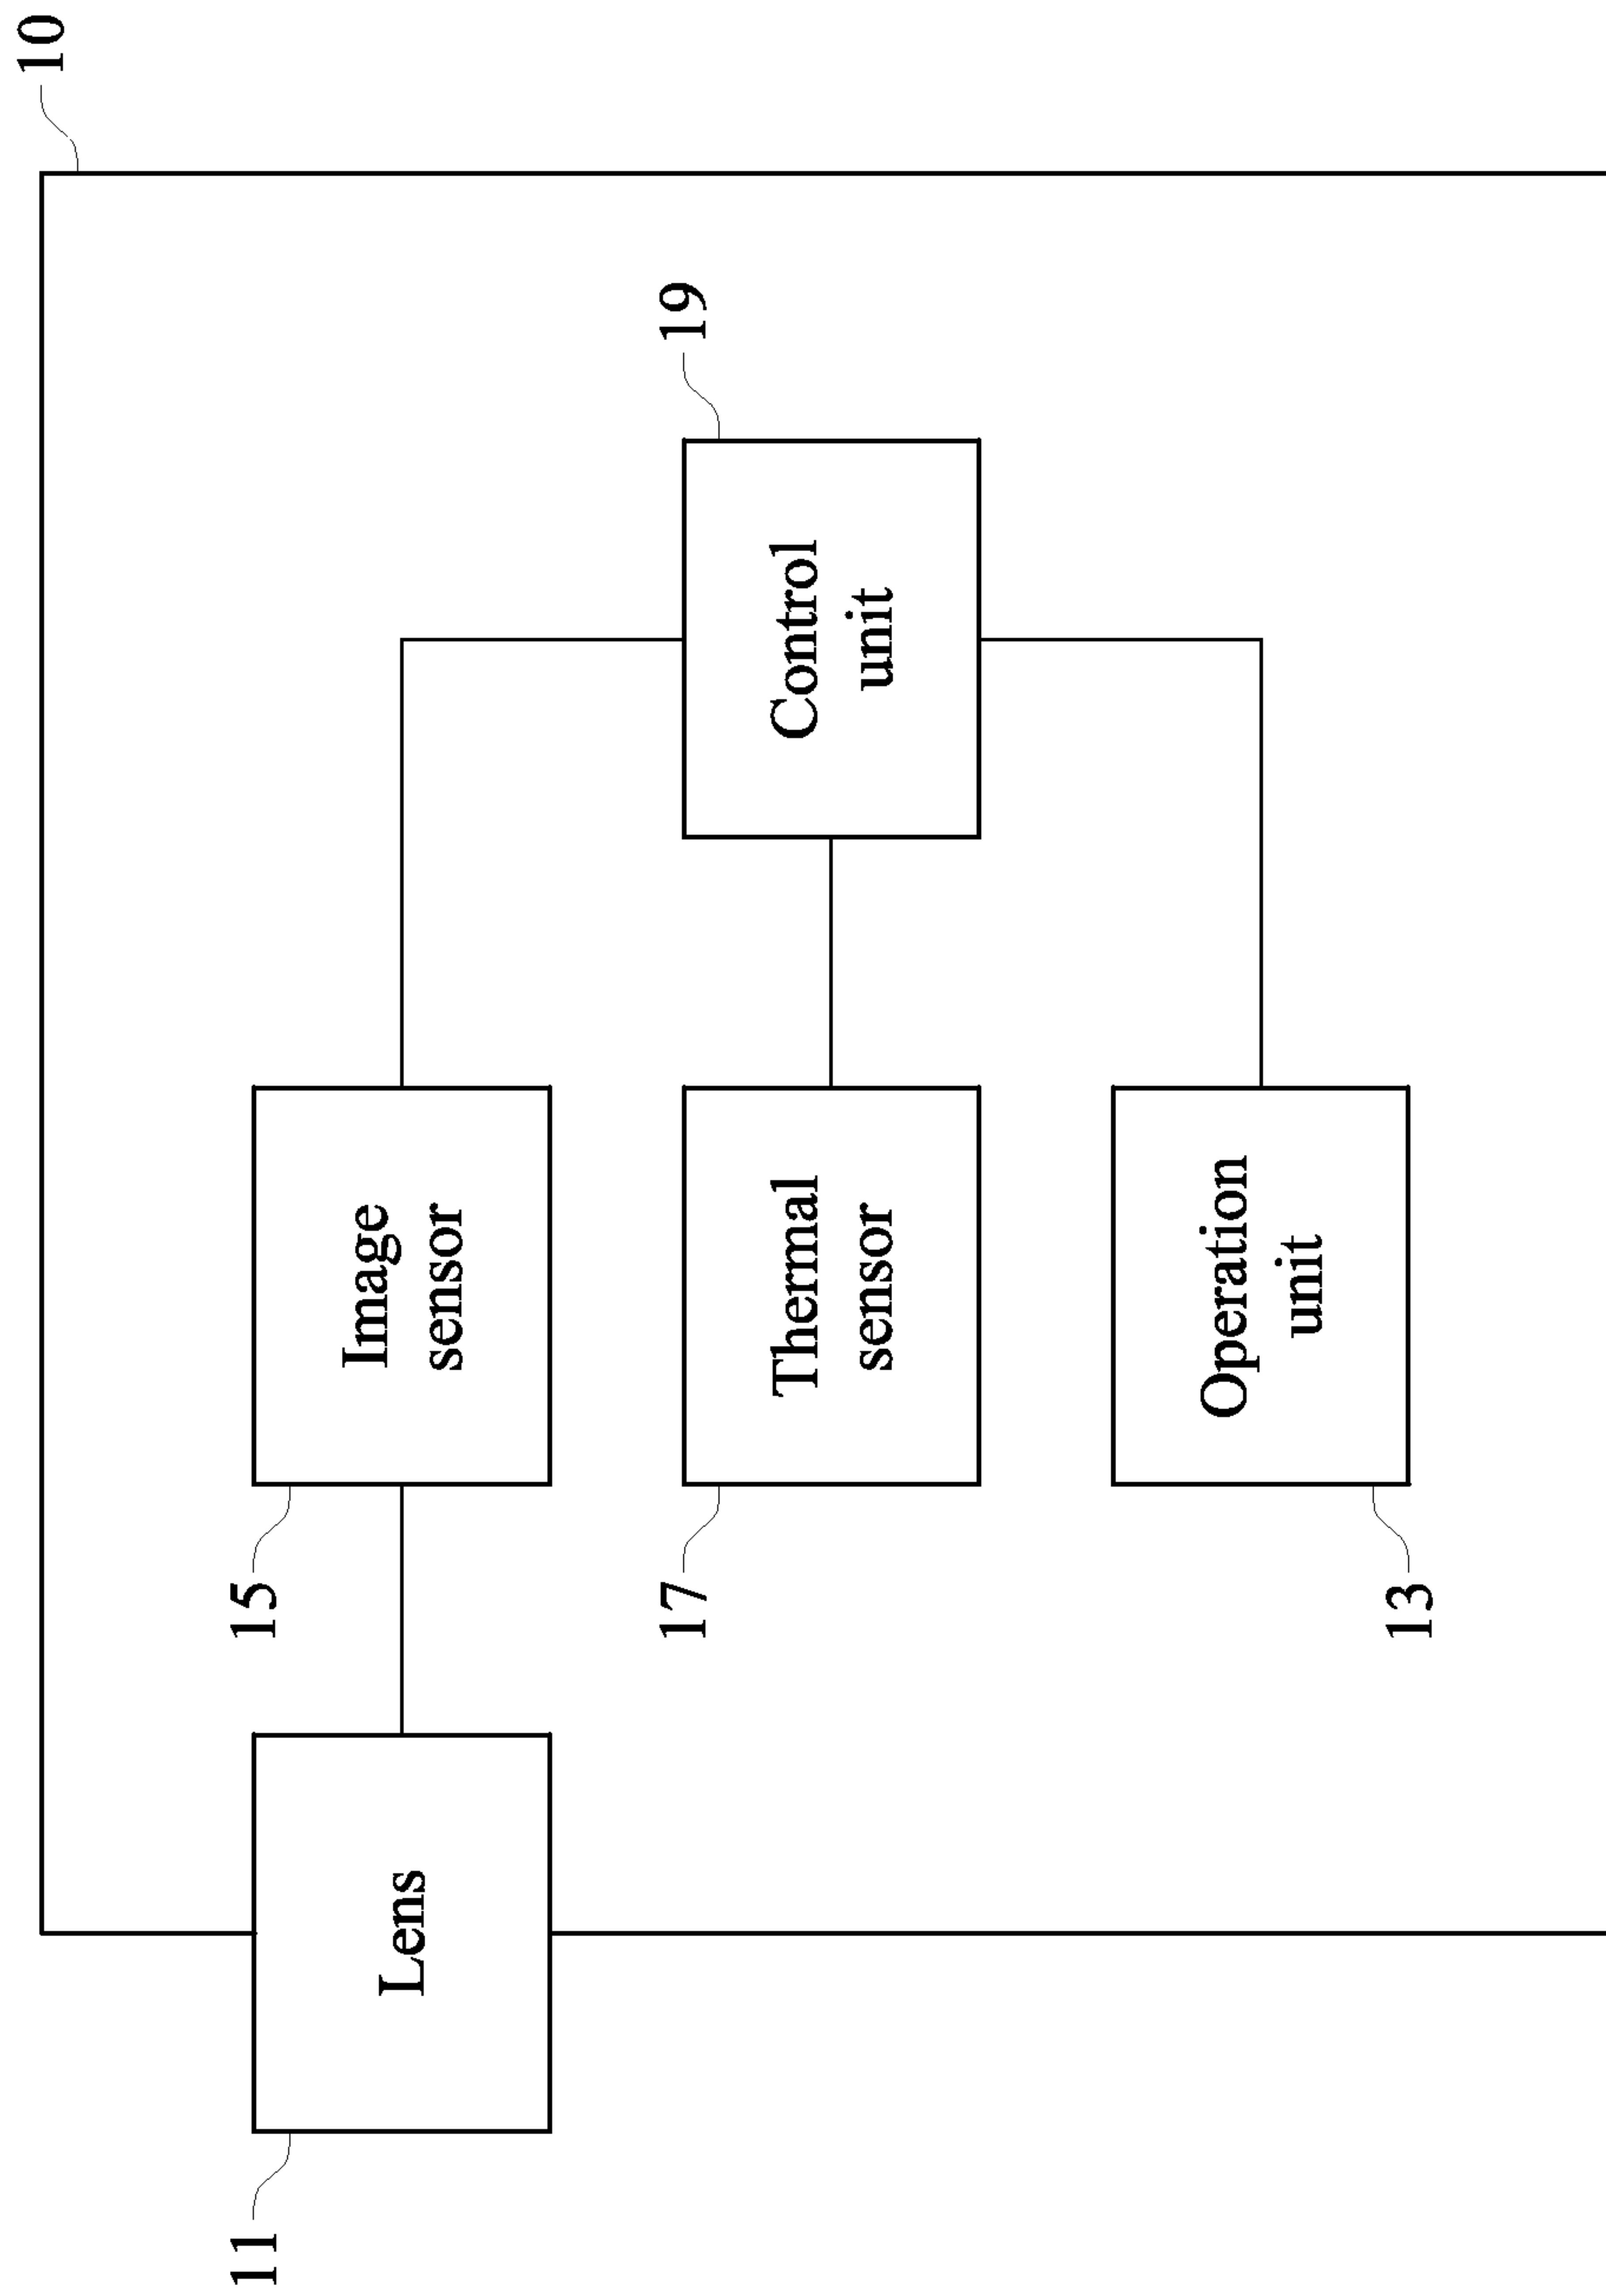 10
11
Lens
15
Image
sensor
17
Thermal
sensor
19
Control
unit
13
Operation
unit